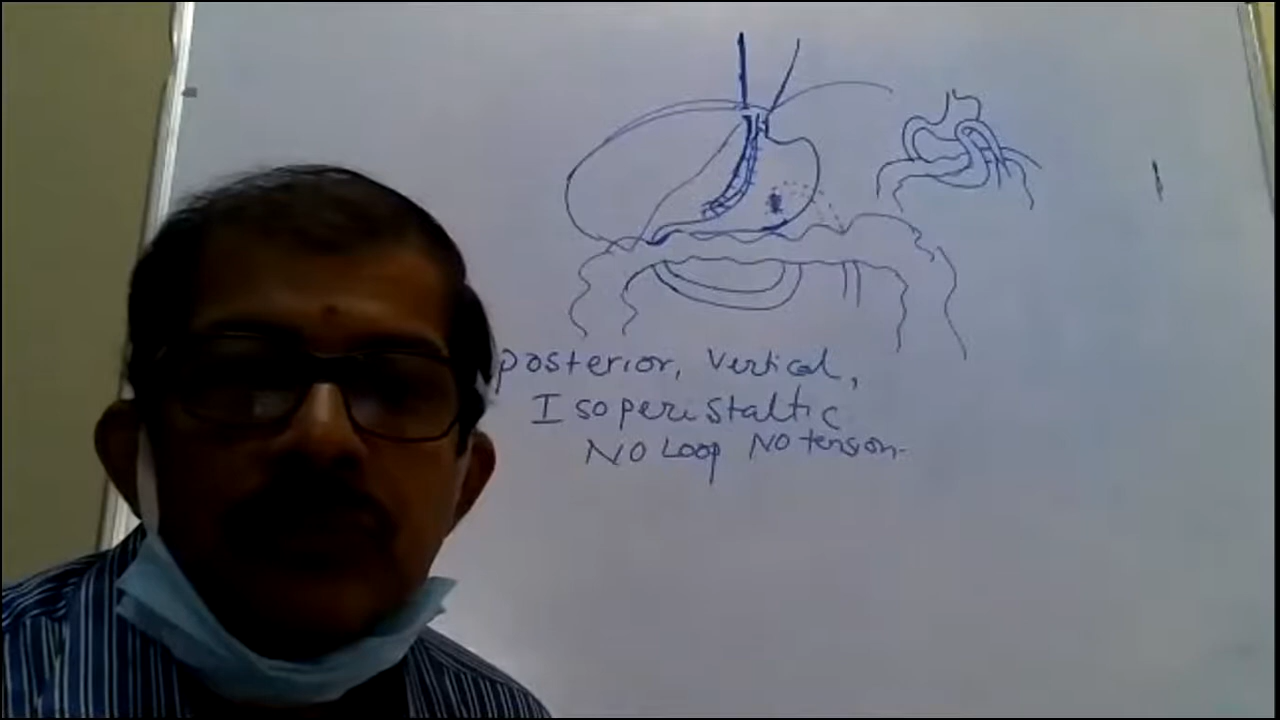 posterior, Vertical,
Isoperistaltic
No Loop No tension.